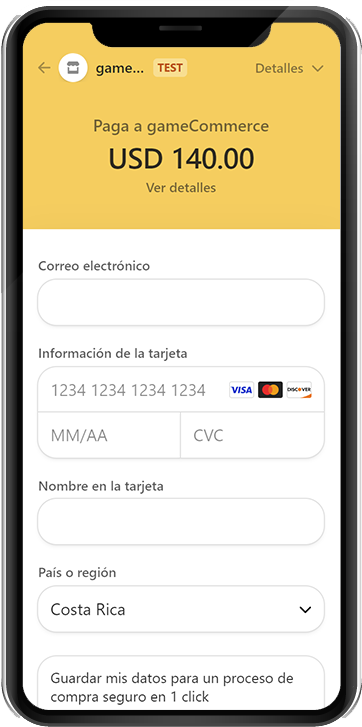 game... TEST Detalles
Paga a gameCommerce
USD 140.00
Ver detalles
Correo electrónico
Información de la tarjeta
1234 1234 1234 1234 VISA DISCOVER
MM/AA CVC
Nombre en la tarjeta
País o región
Costa Rica
Guardar mis datos para un proceso de
compra seguro en 1 click